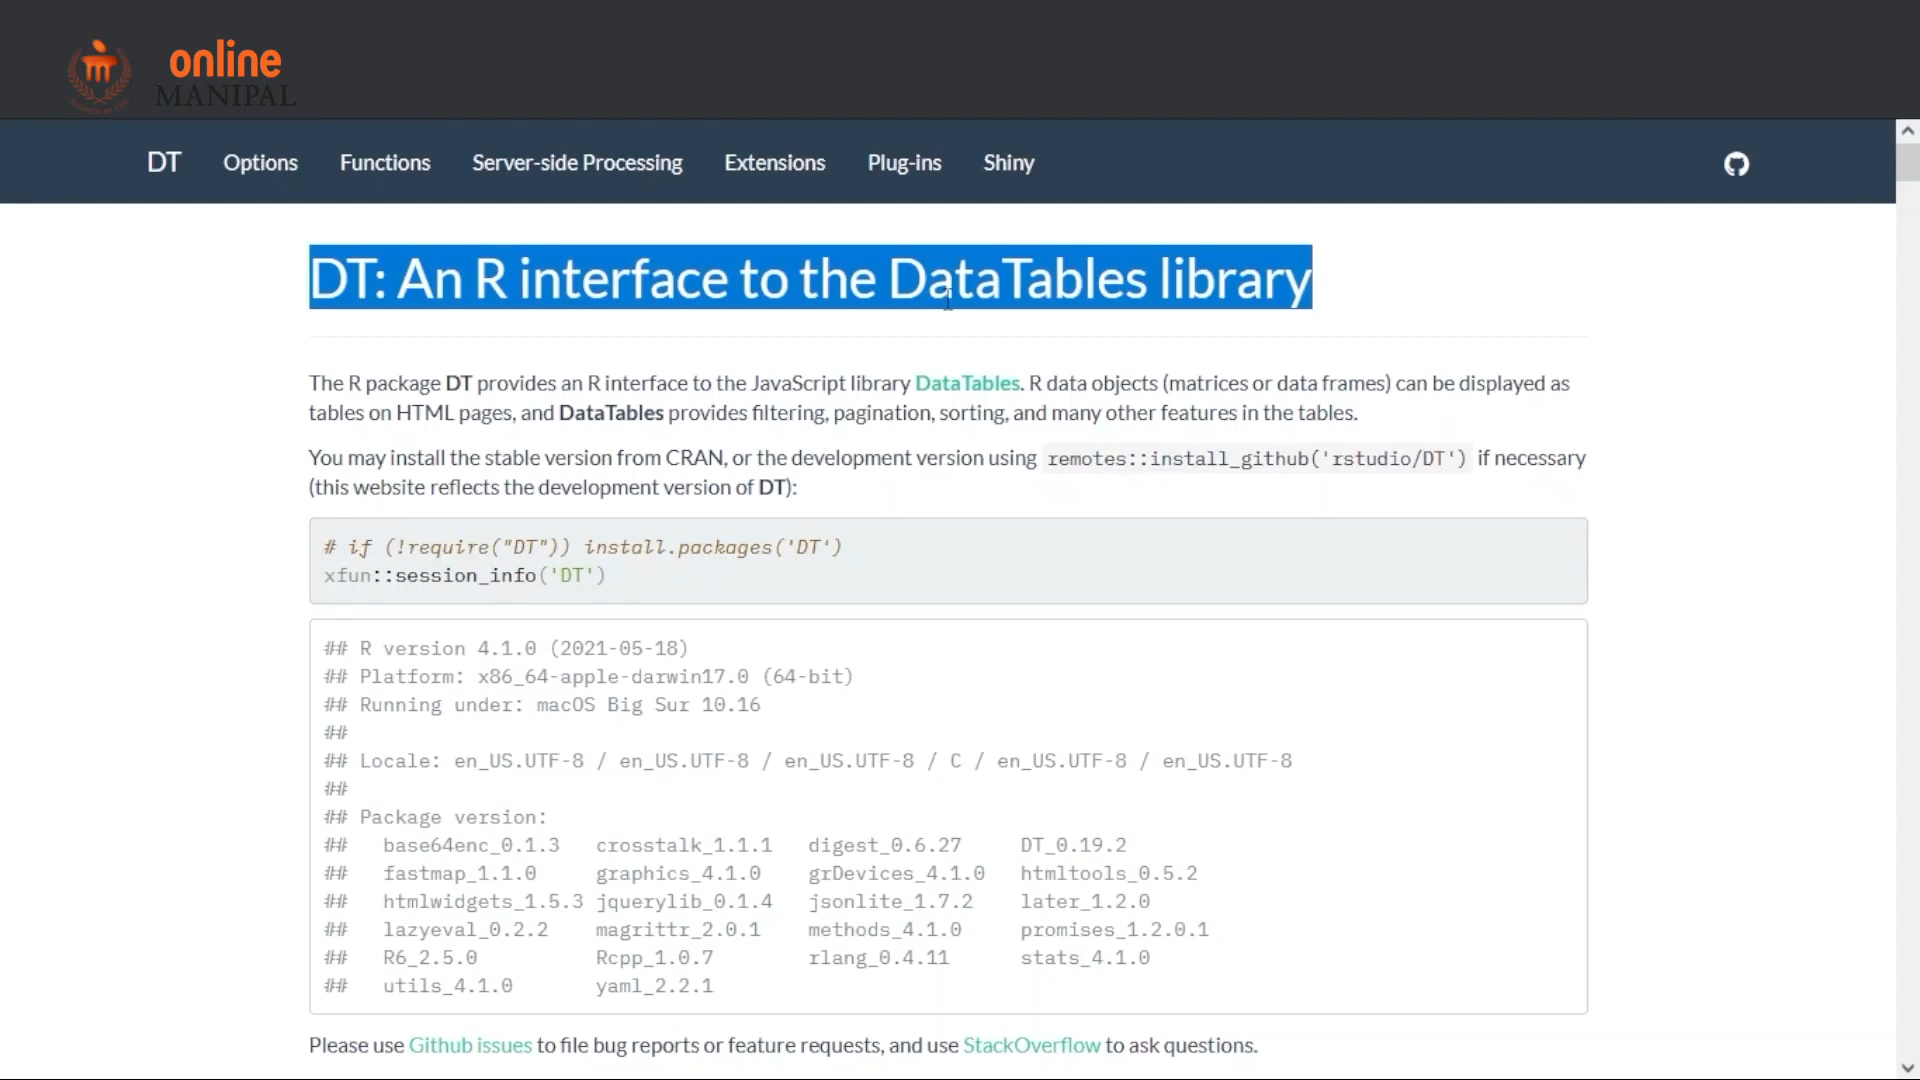 online
MANIPAL
DT Options Functions Server-side Processing Extensions Plug-ins Shiny
DT: An R interface to the DataTables library
The R package DT provides an R interface to the JavaScript library DataTables. R data objects (matrices or data frames) can be displayed as
tables on HTML pages, and DataTables provides filtering, pagination, sorting, and many other features in the tables.
You may install the stable version from CRAN, or the development version using remotes::install_github('rstudio/DT') if necessary
(this website reflects the development version of DT):
# if (!require("DT")) install.packages('DT')
xfun::session_info('DT')
## R version 4.1.0 (2021-05-18)
## Platform: x86_64-apple-darwin17.0 (64-bit)
## Running under: macOS Big Sur 10.16
##
## Locale: en_US.UTF-8 / en_US.UTF-8 / en_US.UTF-8 / C / en_US.UTF-8 / en_US.UTF-8
##
## Package version:
## base64enc_0.1.3 crosstalk_1.1.1 digest_0.6.27 DT_0.19.2
## fastmap_1.1.0 graphics_4.1.0 grDevices_4.1.0 htmltools_0.5.2
## htmlwidgets_1.5.3 jquerylib_0.1.4 jsonlite_1.7.2 later_1.2.0
## lazyeval_0.2.2 magrittr_2.0.1 methods_4.1.0 promises_1.2.0.1
## R6_2.5.0 Rcpp_1.0.7 rlang_0.4.11 stats_4.1.0
## utils_4.1.0 yaml_2.2.1
Please use Github issues to file bug reports or feature requests, and use StackOverflow to ask questions.